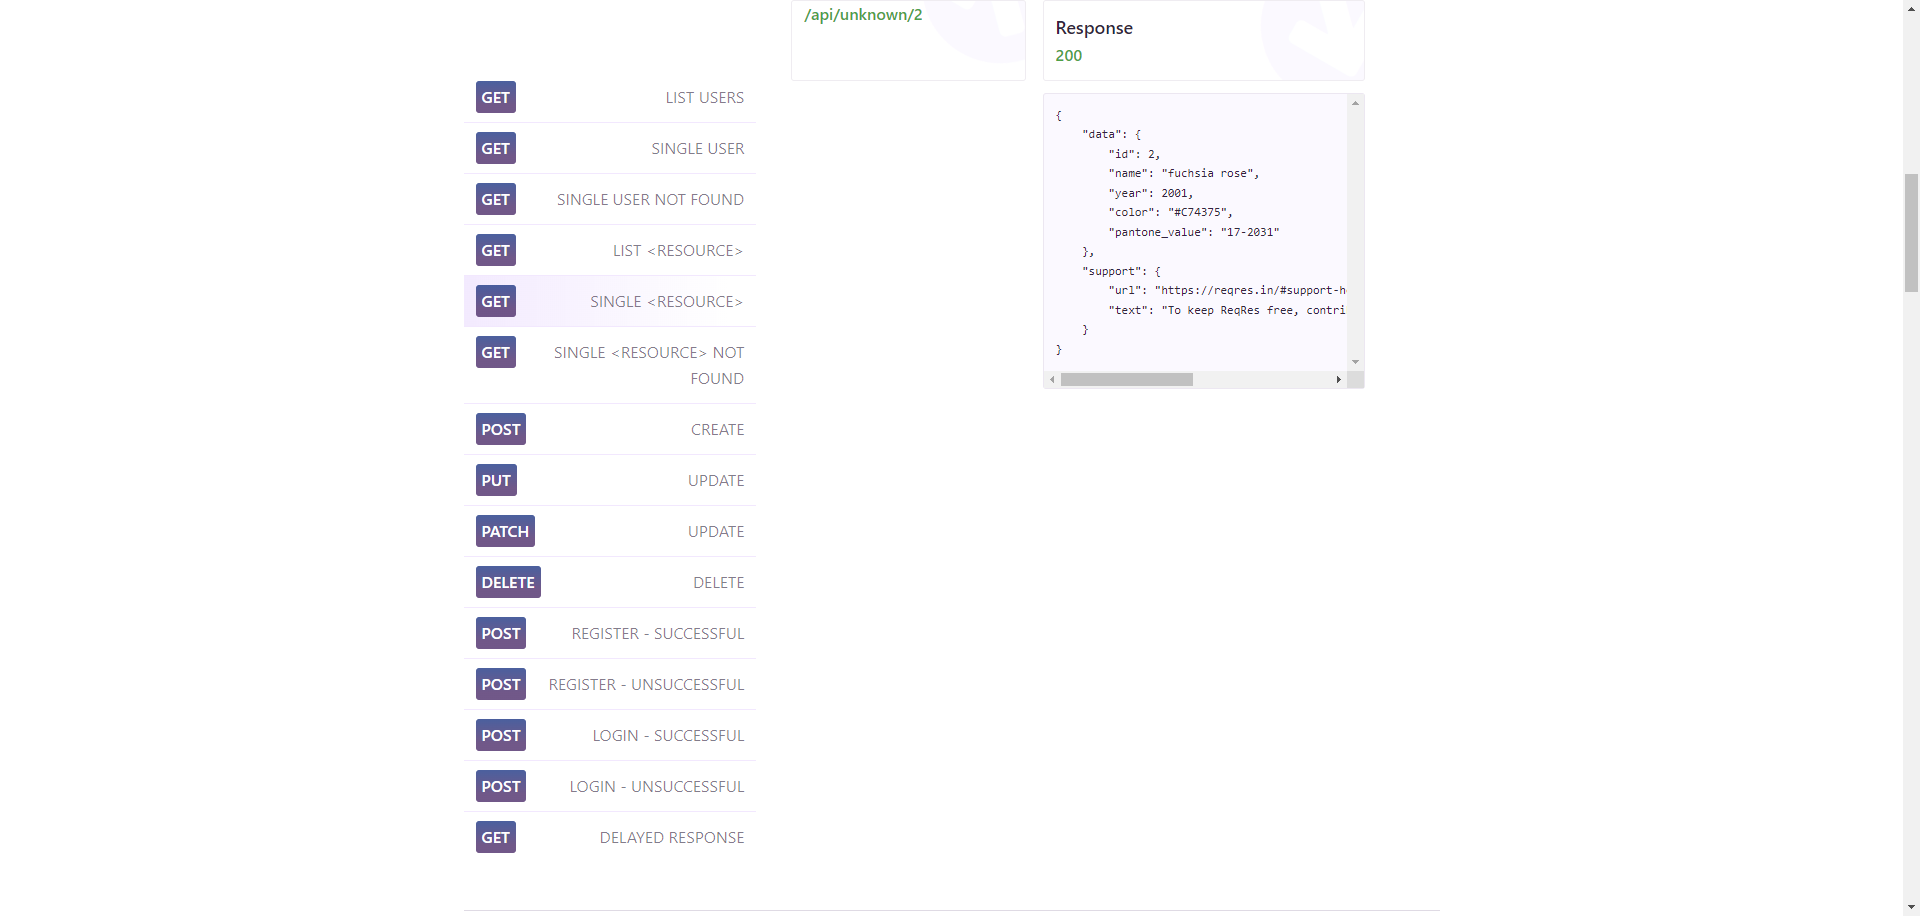 /api/unknown/2
Response
200
GET LIST USERS
GET SINGLE USER
GET SINGLE USER NOT FOUND
GET LIST <RESOURCE>
GET SINGLE <RESOURCE>
GET SINGLE <RESOURCE> NOT
FOUND
POST CREATE
PUT UPDATE
PATCH UPDATE
DELETE DELETE
POST REGISTER - SUCCESSFUL
POST REGISTER - UNSUCCESSFUL
POST LOGIN - SUCCESSFUL
POST LOGIN - UNSUCCESSFUL
GET DELAYED RESPONSE
{
    "data": {
        "id": 2,
        "name": "fuchsia rose",
        "year": 2001,
        "color": "#C74375",
        "pantone_value": "17-2031"
    },
    "support": {
        "url": "https://reqres.in/#support-h
        "text": "To keep ReqRes free, contri
    }
}